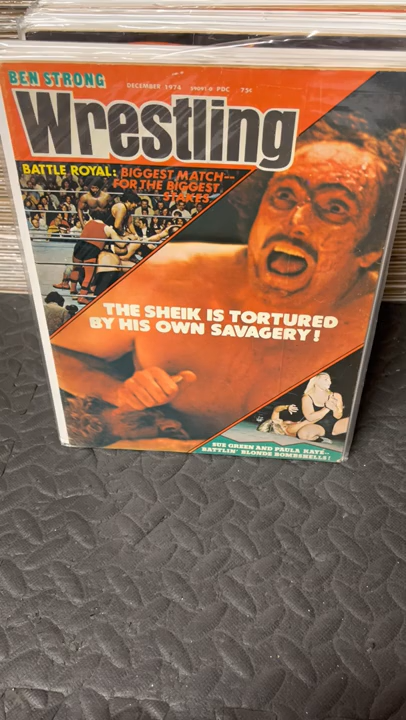 BEN STRONG
DECEMBER 1974 PDC 75¢
Wrestling
BATTLE ROYAL: BIGGEST MATCH--
FOR THE BIGGEST
STAKES
THE SHEIK IS TORTURED
BY HIS OWN SAVAGERY!
SUE GREEN AND PAULA KAYE--
BATTLIN' BLONDE BOMBSHELLS!